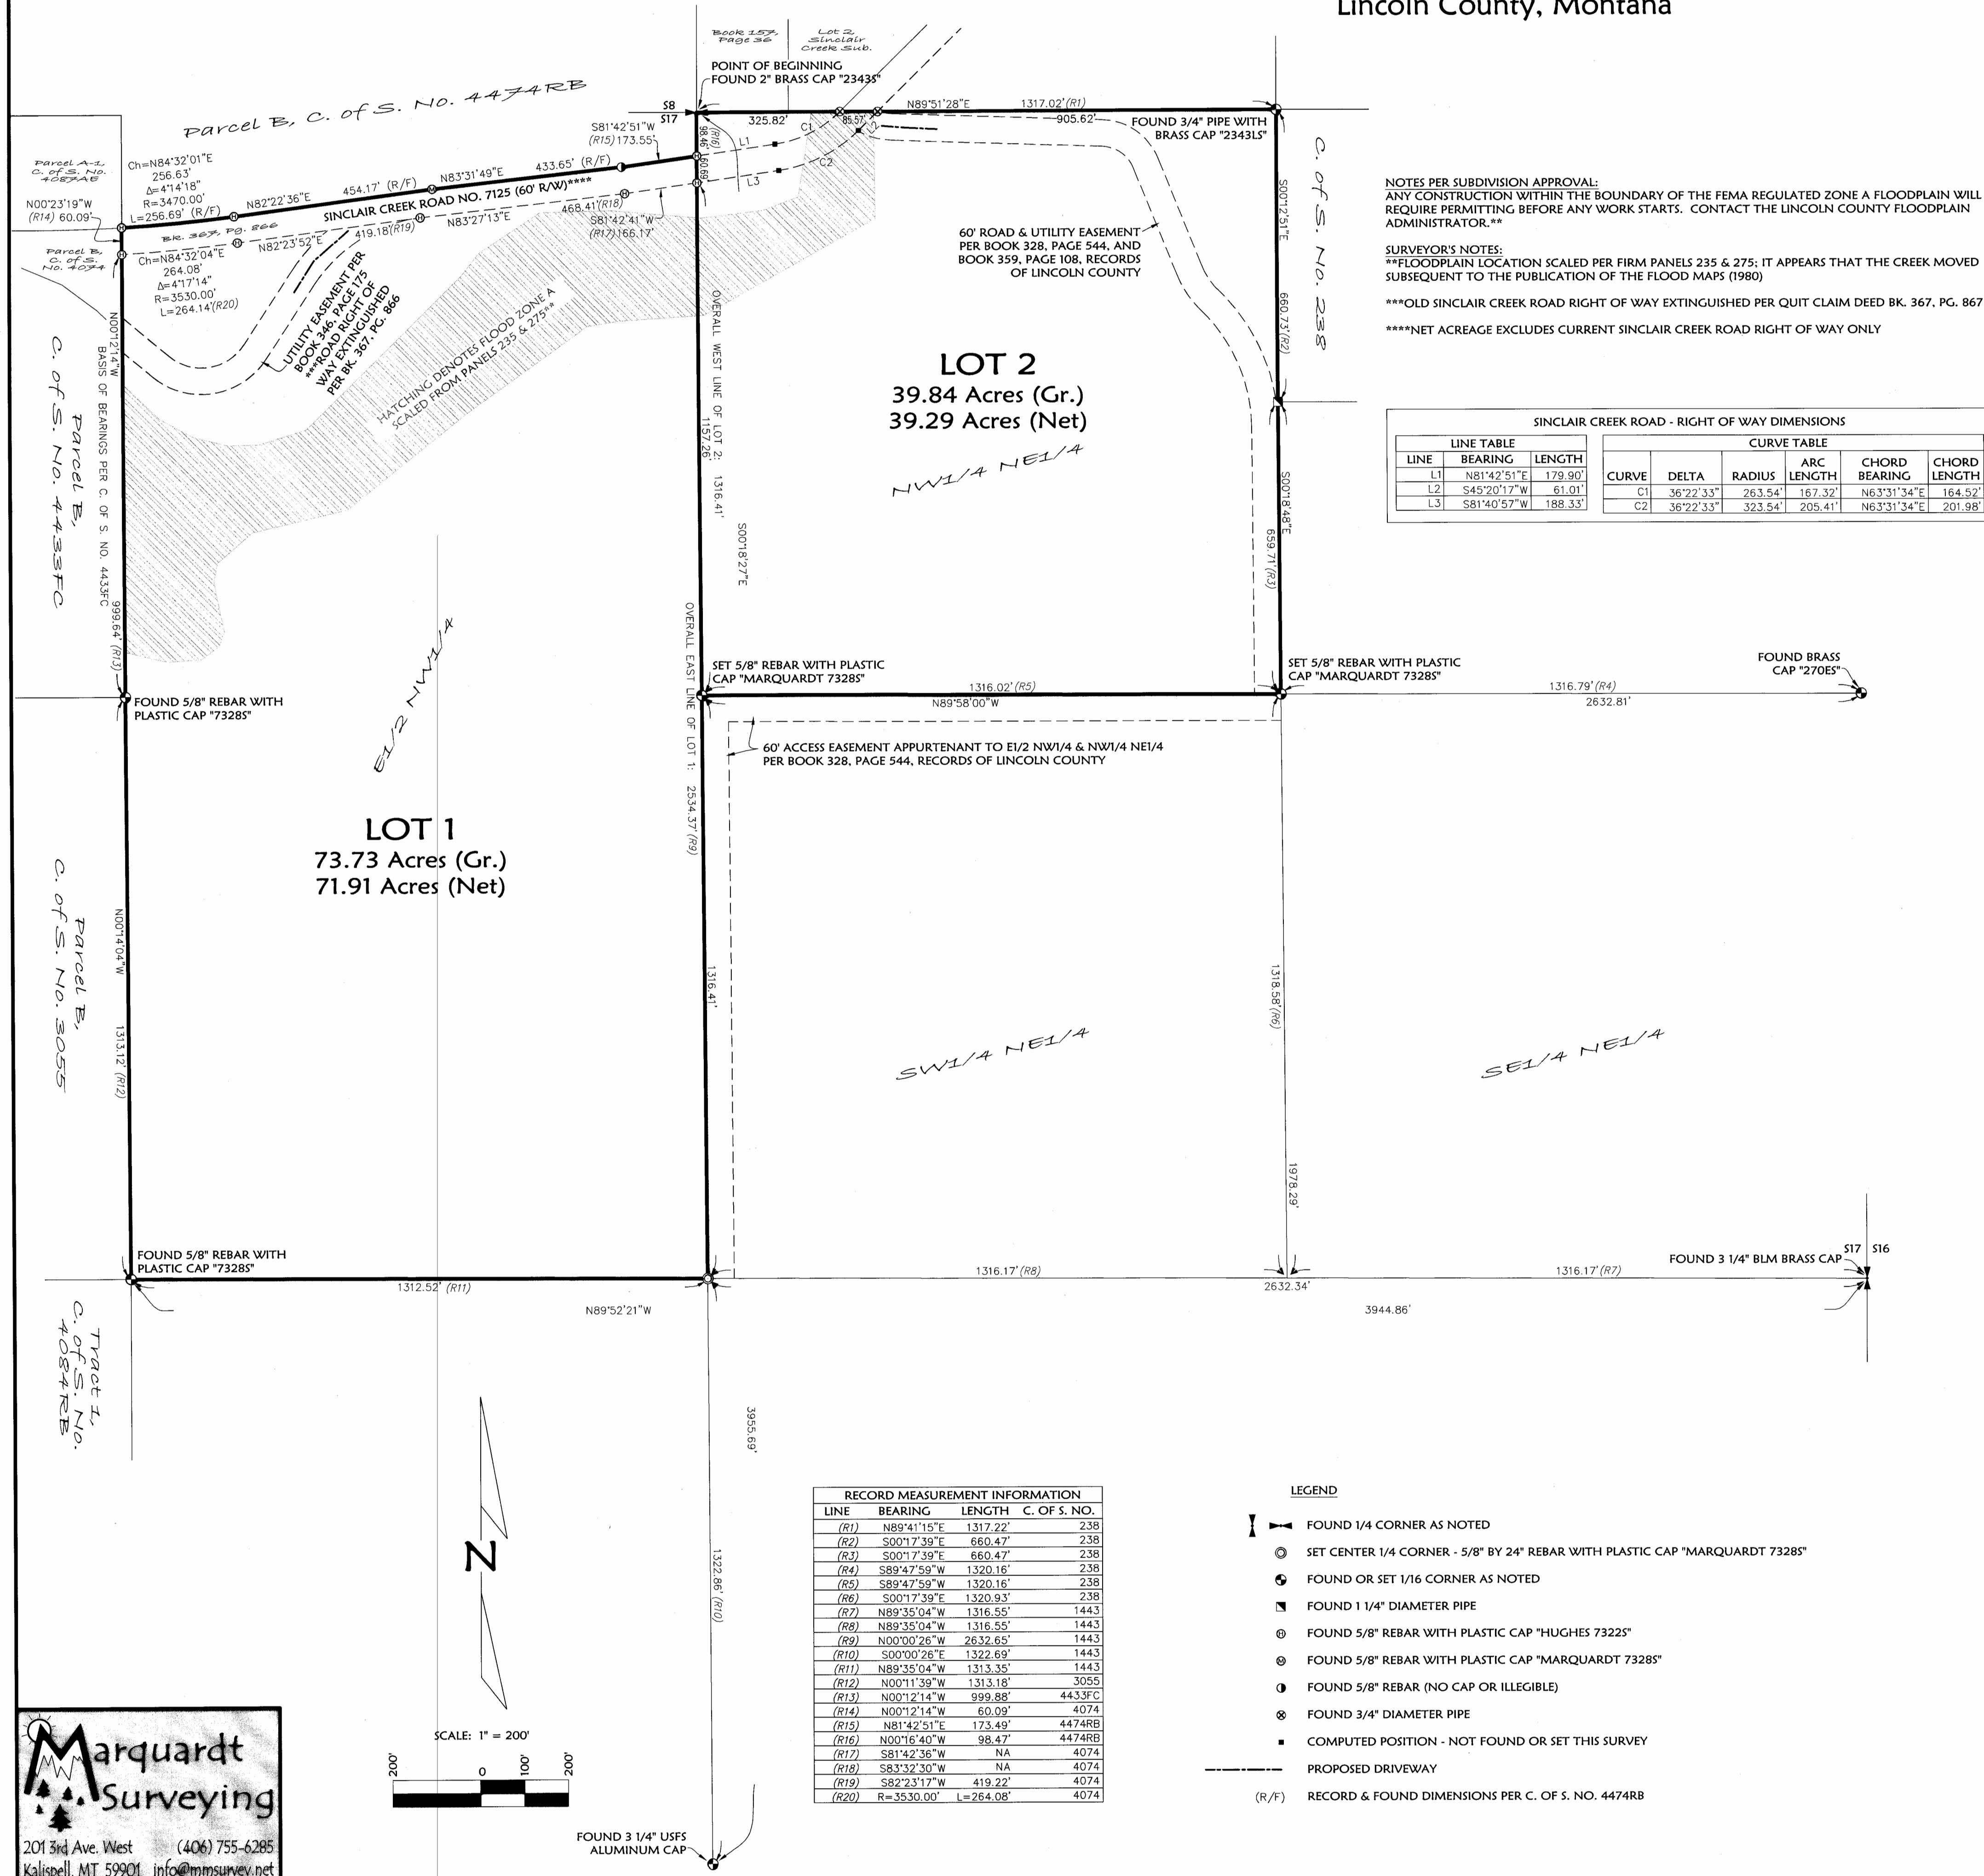 Lincoln County, Montana
Book 157,
Page 36
Lot 2
Sinclair
Creek Sub.
POINT OF BEGINNING
FOUND 2" BRASS CAP "2343S"
Parcel B, C. of S. No. 4474RB
S8
S17
N89°51'28"E 1317.02' (R1)
325.82'
85.57'
905.62'
FOUND 3/4" PIPE WITH
BRASS CAP "2343LS"
S81°42'51"W
(R15) 173.55'
98.46' (R16)
60.69'
L1
C1
L2
C2
L3
Parcel A-1
C. of S. No.
4087AE
Ch=N84°32'01"E
256.63'
Δ=4°14'18"
R=3470.00'
L=256.69' (R/F)
N82°22'36"E
454.17' (R/F)
N83°31'49"E
433.65' (R/F)
SINCLAIR CREEK ROAD NO. 7125 (60' R/W)****
N00°23'19"W
(R14) 60.09'
Bk. 367, Pg. 866
Parcel B,
C. of S.
No. 4074
Ch=N84°32'04"E
264.08'
Δ=4°17'14"
R=3530.00'
L=264.14' (R20)
N82°23'52"E
419.18' (R19)
N83°27'13"E
468.41' (R18)
S81°42'41"W
(R17) 166.17'
UTILITY EASEMENT PER
BOOK 346, PAGE 175
***ROAD RIGHT OF
WAY EXTINGUISHED
PER BK. 367, PG. 866
HATCHING DENOTES FLOOD ZONE A
SCALED FROM PANELS 235 & 275**
60' ROAD & UTILITY EASEMENT
PER BOOK 328, PAGE 544, AND
BOOK 359, PAGE 108, RECORDS
OF LINCOLN COUNTY
C. of S. No. 238
S00°12'51"E
660.73' (R2)
S00°18'48"E
659.71' (R3)
NOTES PER SUBDIVISION APPROVAL:
ANY CONSTRUCTION WITHIN THE BOUNDARY OF THE FEMA REGULATED ZONE A FLOODPLAIN WILL
REQUIRE PERMITTING BEFORE ANY WORK STARTS. CONTACT THE LINCOLN COUNTY FLOODPLAIN
ADMINISTRATOR.**
SURVEYOR'S NOTES:
**FLOODPLAIN LOCATION SCALED PER FIRM PANELS 235 & 275; IT APPEARS THAT THE CREEK MOVED
SUBSEQUENT TO THE PUBLICATION OF THE FLOOD MAPS (1980)
***OLD SINCLAIR CREEK ROAD RIGHT OF WAY EXTINGUISHED PER QUIT CLAIM DEED BK. 367, PG. 867
****NET ACREAGE EXCLUDES CURRENT SINCLAIR CREEK ROAD RIGHT OF WAY ONLY
SINCLAIR CREEK ROAD - RIGHT OF WAY DIMENSIONS
LINE TABLE
LINE BEARING LENGTH
L1 N81°42'51"E 179.90'
L2 S45°20'17"W 61.01'
L3 S81°40'57"W 188.33'
CURVE TABLE
CURVE DELTA RADIUS ARC LENGTH CHORD BEARING CHORD LENGTH
C1 36°22'33" 263.54' 167.32' N63°31'34"E 164.52'
C2 36°22'33" 323.54' 205.41' N63°31'34"E 201.98'
LOT 2
39.84 Acres (Gr.)
39.29 Acres (Net)
NW1/4 NE1/4
OVERALL WEST LINE OF LOT 2: 1316.41'
1157.26'
S00°18'27"E
OVERALL EAST LINE OF LOT 1: 2534.37' (R9)
N00°12'14"W
BASIS OF BEARINGS PER C. OF S. NO. 4433FC
999.64' (R13)
Parcel B,
C. of S. No. 4433FC
FOUND 5/8" REBAR WITH
PLASTIC CAP "7328S"
E1/2 NW1/4
SET 5/8" REBAR WITH PLASTIC
CAP "MARQUARDT 7328S"
1316.02' (R5)
N89°58'00"W
SET 5/8" REBAR WITH PLASTIC
CAP "MARQUARDT 7328S"
1316.79' (R4)
2632.81'
FOUND BRASS
CAP "270ES"
60' ACCESS EASEMENT APPURTENANT TO E1/2 NW1/4 & NW1/4 NE1/4
PER BOOK 328, PAGE 544, RECORDS OF LINCOLN COUNTY
LOT 1
73.73 Acres (Gr.)
71.91 Acres (Net)
Parcel B,
C. of S. No. 3055
N00°14'04"W
1313.12' (R12)
1316.41'
1318.58' (R6)
1978.29'
SW1/4 NE1/4
SE1/4 NE1/4
FOUND 5/8" REBAR WITH
PLASTIC CAP "7328S"
1312.52' (R11)
N89°52'21"W
1316.17' (R8)
2632.34'
3944.86'
1316.17' (R7)
FOUND 3 1/4" BLM BRASS CAP
S17 S16
Tract 1,
C. of S. No.
4084RB
3955.69'
1322.86' (R10)
N
SCALE: 1" = 200'
200' 0 100' 200'
FOUND 3 1/4" USFS
ALUMINUM CAP
RECORD MEASUREMENT INFORMATION
LINE BEARING LENGTH C. OF S. NO.
(R1) N89°41'15"E 1317.22' 238
(R2) S00°17'39"E 660.47' 238
(R3) S00°17'39"E 660.47' 238
(R4) S89°47'59"W 1320.16' 238
(R5) S89°47'59"W 1320.16' 238
(R6) S00°17'39"E 1320.93' 238
(R7) N89°35'04"W 1316.55' 1443
(R8) N89°35'04"W 1316.55' 1443
(R9) N00°00'26"W 2632.65' 1443
(R10) S00°00'26"E 1322.69' 1443
(R11) N89°35'04"W 1313.35' 1443
(R12) N00°11'39"W 1313.18' 3055
(R13) N00°12'14"W 999.88' 4433FC
(R14) N00°12'14"W 60.09' 4074
(R15) N81°42'51"E 173.49' 4474RB
(R16) N00°16'40"W 98.47' 4474RB
(R17) S81°42'36"W NA 4074
(R18) S83°32'30"W NA 4074
(R19) S82°23'17"W 419.22' 4074
(R20) R=3530.00' L=264.08' 4074
LEGEND
FOUND 1/4 CORNER AS NOTED
SET CENTER 1/4 CORNER - 5/8" BY 24" REBAR WITH PLASTIC CAP "MARQUARDT 7328S"
FOUND OR SET 1/16 CORNER AS NOTED
FOUND 1 1/4" DIAMETER PIPE
FOUND 5/8" REBAR WITH PLASTIC CAP "HUGHES 7322S"
FOUND 5/8" REBAR WITH PLASTIC CAP "MARQUARDT 7328S"
FOUND 5/8" REBAR (NO CAP OR ILLEGIBLE)
FOUND 3/4" DIAMETER PIPE
COMPUTED POSITION - NOT FOUND OR SET THIS SURVEY
PROPOSED DRIVEWAY
(R/F) RECORD & FOUND DIMENSIONS PER C. OF S. NO. 4474RB
Marquardt
Surveying
201 3rd Ave. West (406) 755-6285
Kalispell, MT 59901 info@mmsurvey.net